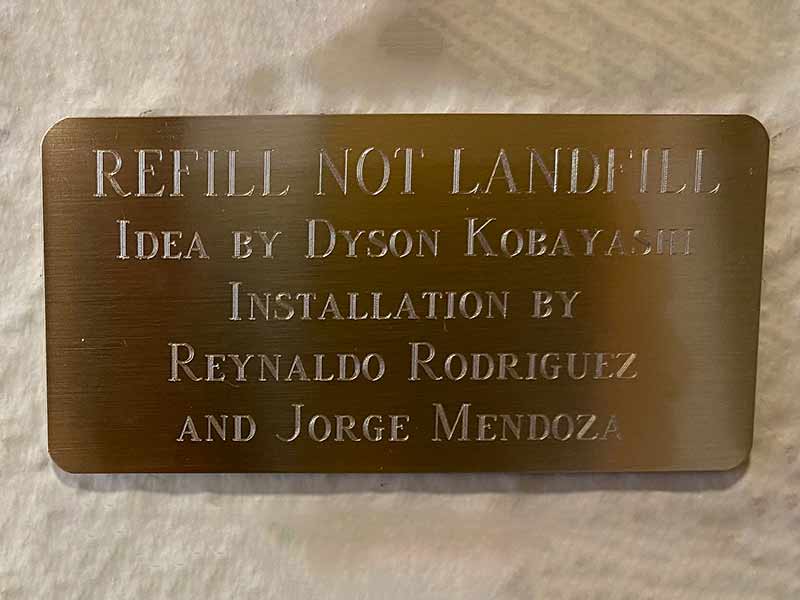 REFILL NOT LANDFILL
IDEA BY DYSON KOBAYASHI
INSTALLATION BY
REYNALDO RODRIGUEZ
AND JORGE MENDOZA